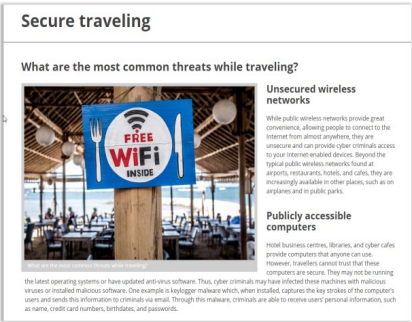 Secure traveling
What are the most common threats while traveling?
FREE
WiFi
INSIDE
What are the most common threats while traveling?
Unsecured wireless
networks
While public wireless networks provide great
convenience, allowing people to connect to the
Internet from almost anywhere, they are
unsecure and can provide cyber criminals access
to your Internet-enabled devices. Beyond the
typical public wireless networks found at
airports, restaurants, hotels, and cafes, they are
increasingly available in other places, such as on
airplanes and in public parks.
Publicly accessible
computers
Hotel business centres, libraries, and cyber cafes
provide computers that anyone can use.
However, travellers cannot trust that these
computers are secure. They may not be running
the latest operating systems or have updated anti-virus software. Thus, cyber criminals may have infected these machines with malicious
viruses or installed malicious software. One example is keylogger malware which, when installed, captures the key strokes of the computer's
users and sends this information to criminals via email. Through this malware, criminals are able to receive users' personal information, such
as name, credit card numbers, birthdates, and passwords.